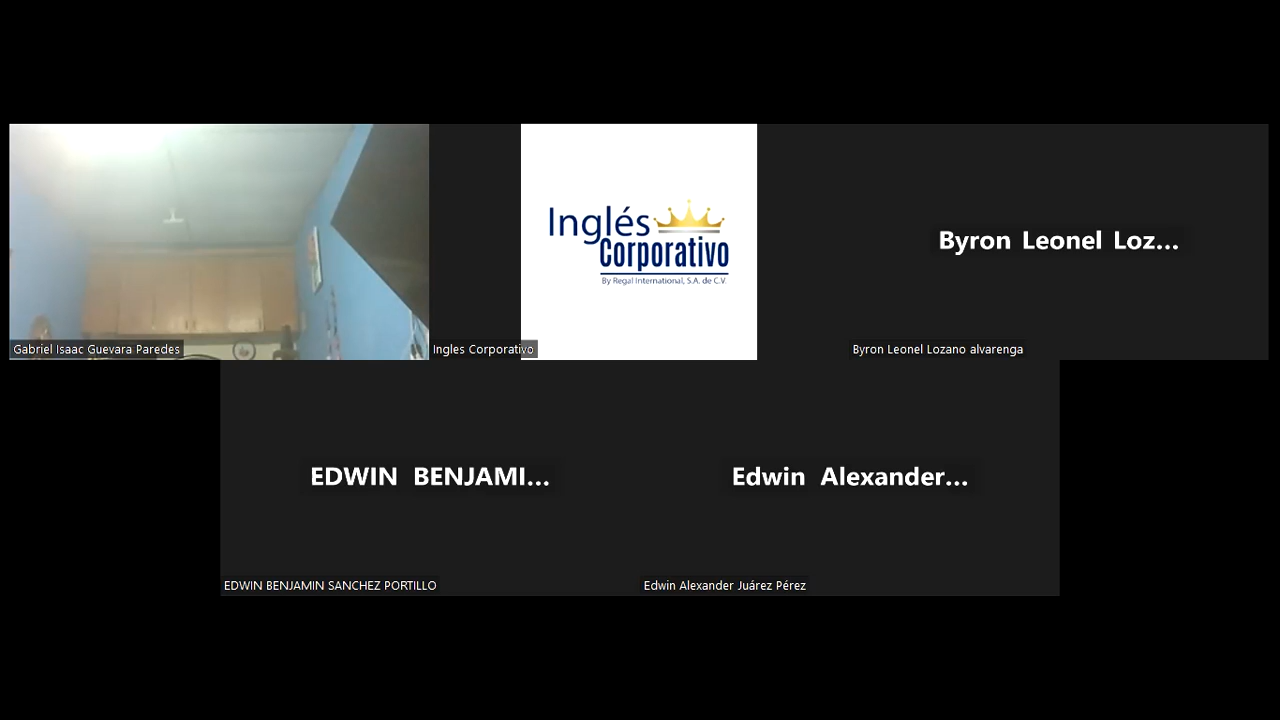 Inglés
Corporativo
By Regal International, S.A. de C.V.
Byron Leonel Loz...
Gabriel Isaac Guevara Paredes
Ingles Corporativo
Byron Leonel Lozano alvarenga
EDWIN BENJAMI...
Edwin Alexander...
EDWIN BENJAMIN SANCHEZ PORTILLO
Edwin Alexander Juárez Pérez